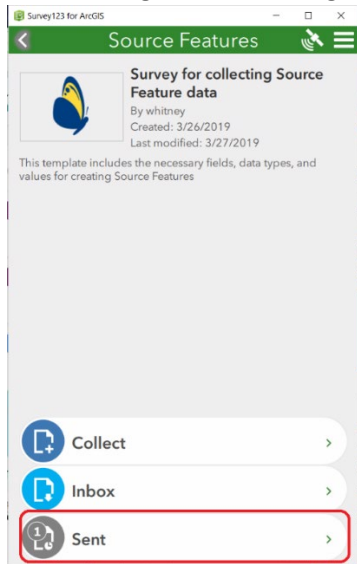 Survey123 for ArcGIS
Source Features
Survey for collecting Source
Feature data
By whitney
Created: 3/26/2019
Last modified: 3/27/2019
This template includes the necessary fields, data types, and
values for creating Source Features
Collect
Inbox
1
Sent